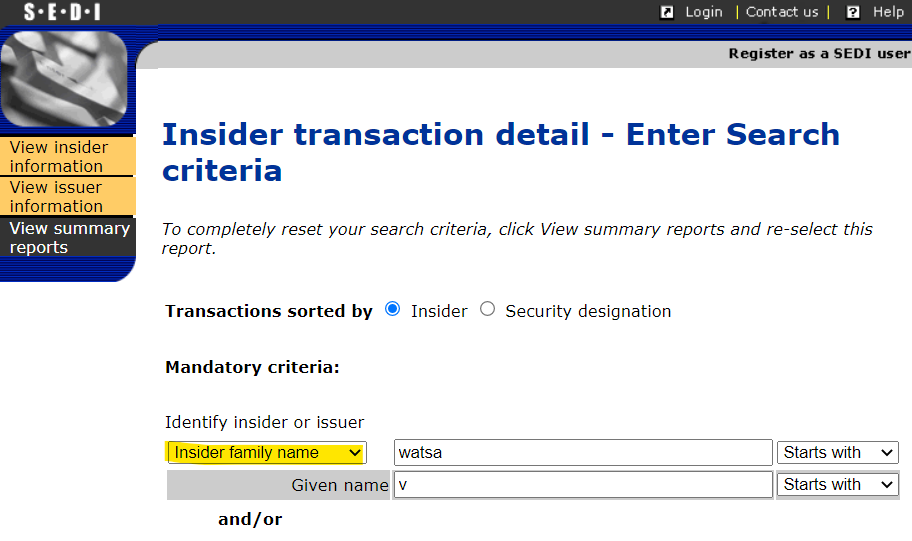 S·E·D·I
Login | Contact us | ? Help
Register as a SEDI user
View insider
information
View issuer
information
View summary
reports
Insider transaction detail - Enter Search
criteria
To completely reset your search criteria, click View summary reports and re-select this
report.
Transactions sorted by Insider Security designation
Mandatory criteria:
Identify insider or issuer
Insider family name watsa Starts with
Given name v Starts with
and/or